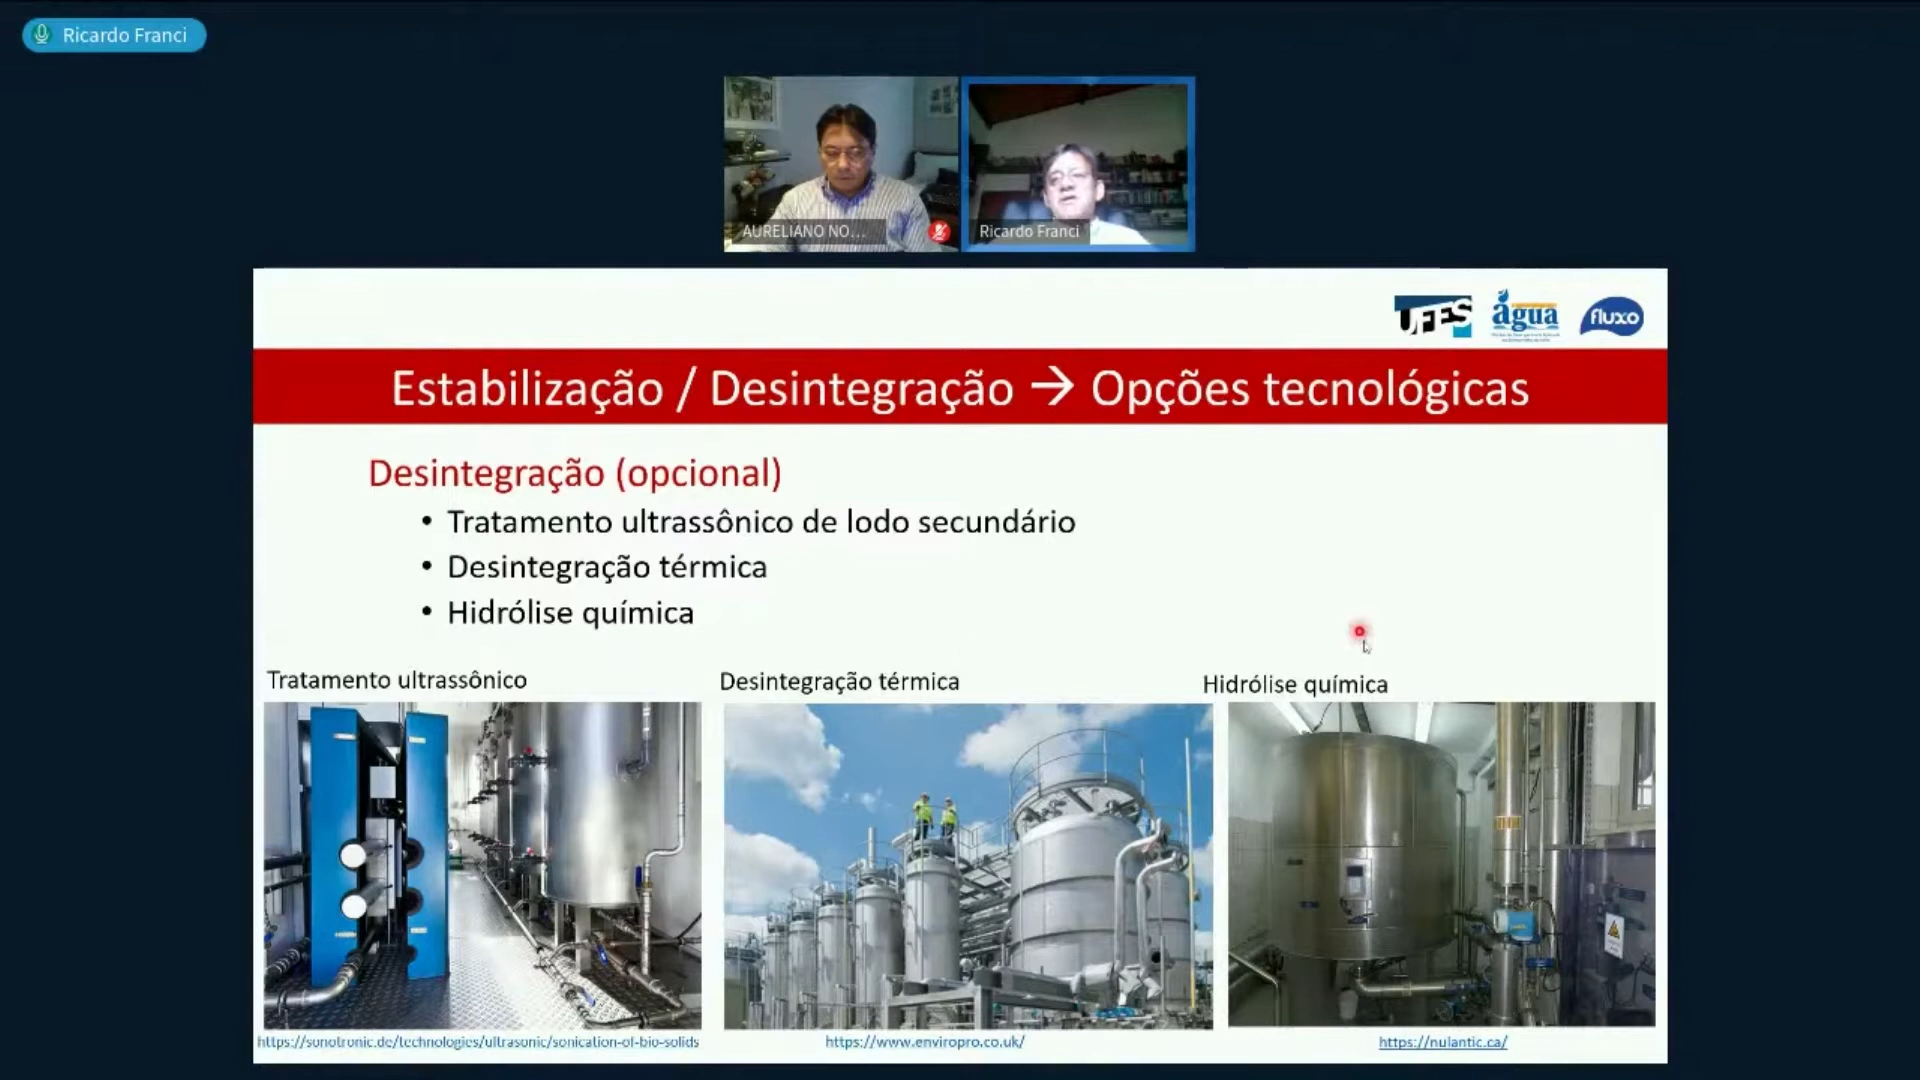 Ricardo Franci
AURELIANO NO...
Ricardo Franci
UFES
água
fluxo
Estabilização / Desintegração → Opções tecnológicas
Desintegração (opcional)
• Tratamento ultrassônico de lodo secundário
• Desintegração térmica
• Hidrólise química
Tratamento ultrassônico
Desintegração térmica
Hidrólise química
https://sonotronic.de/technologies/ultrasonic/sonication-of-bio-solids
https://www.enviropro.co.uk/
https://nulantic.ca/